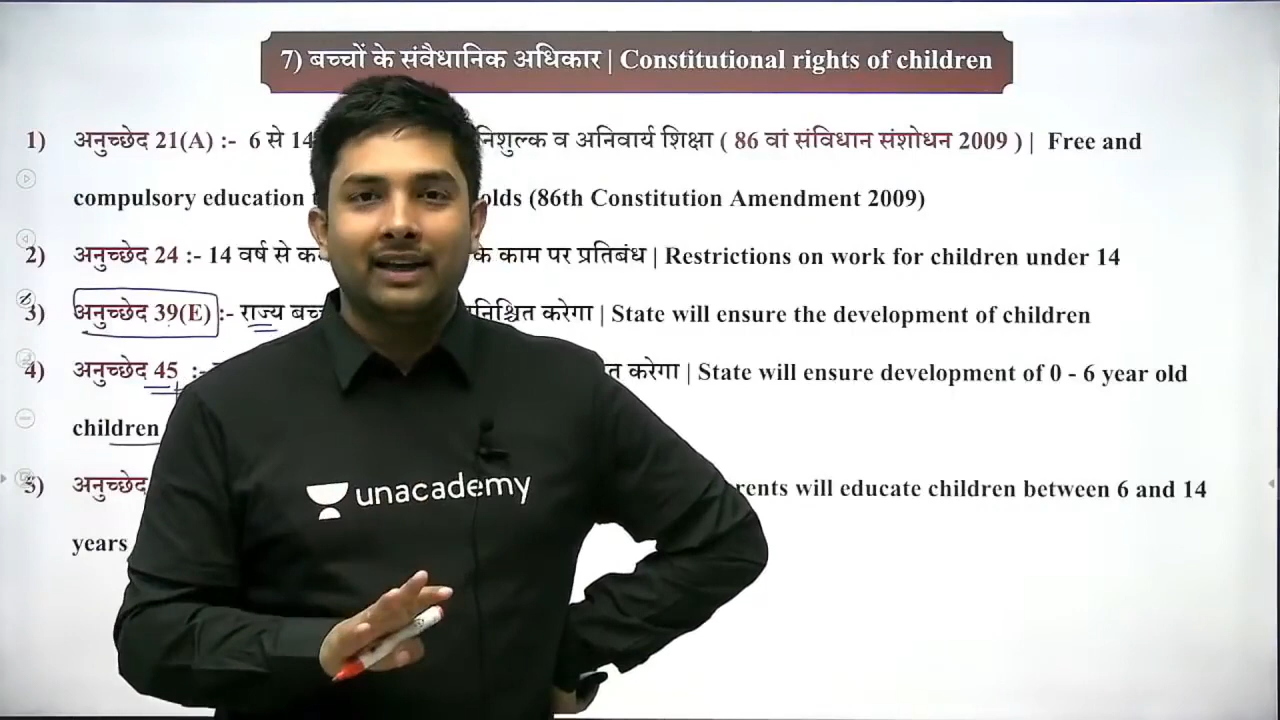 7) बच्चों के संवैधानिक अधिकार | Constitutional rights of children
1) अनुच्छेद 21(A) :- 6 से 14 निशुल्क व अनिवार्य शिक्षा ( 86 वां संविधान संशोधन 2009 ) | Free and
compulsory education olds (86th Constitution Amendment 2009)
2) अनुच्छेद 24 :- 14 वर्ष से के काम पर प्रतिबंध | Restrictions on work for children under 14
3) अनुच्छेद 39(E) :- राज्य करेगा | State will ensure the development of children
4) अनुच्छेद 45 :- करेगा | State will ensure development of 0 - 6 year old
children
5) अनुच्छेद will educate children between 6 and 14
years
unacademy